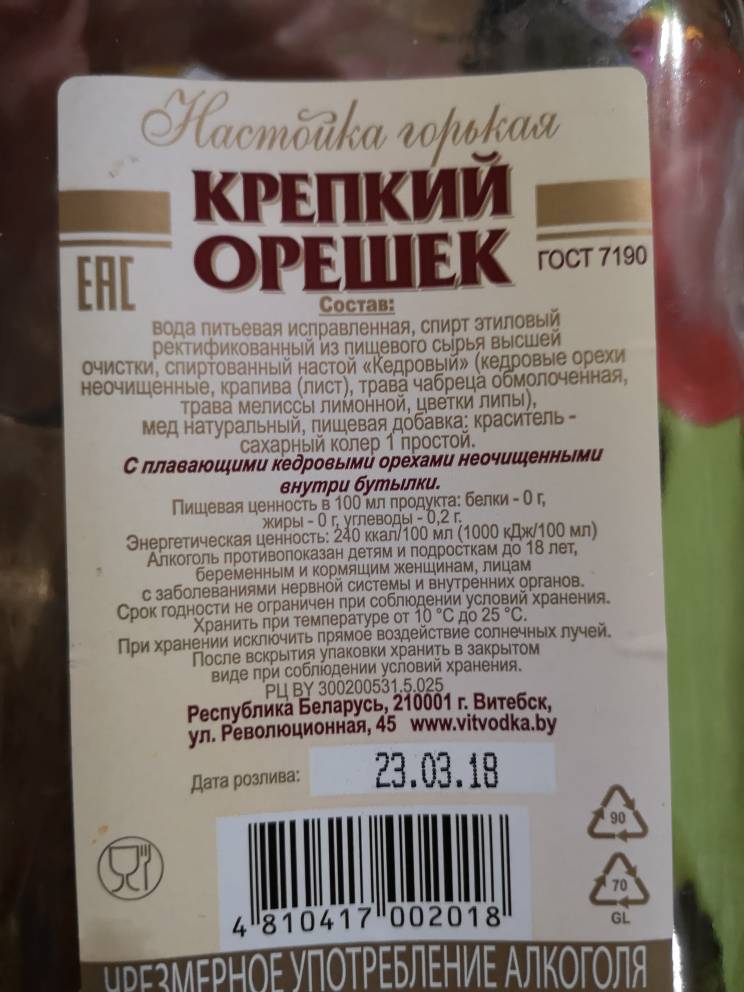 Настойка горькая
КРЕПКИЙ
ОРЕШЕК
ГОСТ 7190
ЕАС
Состав:
вода питьевая исправленная, спирт этиловый
ректификованный из пищевого сырья высшей
очистки, спиртованный настой «Кедровый» (кедровые орехи
неочищенные, крапива (лист), трава чабреца обмолоченная,
трава мелиссы лимонной, цветки липы),
мед натуральный, пищевая добавка: краситель -
сахарный колер 1 простой.
С плавающими кедровыми орехами неочищенными
внутри бутылки.
Пищевая ценность в 100 мл продукта: белки - 0 г,
жиры - 0 г, углеводы - 0,2 г.
Энергетическая ценность: 240 ккал/100 мл (1000 кДж/100 мл)
Алкоголь противопоказан детям и подросткам до 18 лет,
беременным и кормящим женщинам, лицам
с заболеваниями нервной системы и внутренних органов.
Срок годности не ограничен при соблюдении условий хранения.
Хранить при температуре от 10 °С до 25 °С.
При хранении исключить прямое воздействие солнечных лучей.
После вскрытия упаковки хранить в закрытом
виде при соблюдении условий хранения.
РЦ BY 300200531.5.025
Республика Беларусь, 210001 г. Витебск,
ул. Революционная, 45 www.vitvodka.by
Дата розлива: 23.03.18
90
70
GL
4 810417 002018
ЧРЕЗМЕРНОЕ УПОТРЕБЛЕНИЕ АЛКОГОЛЯ